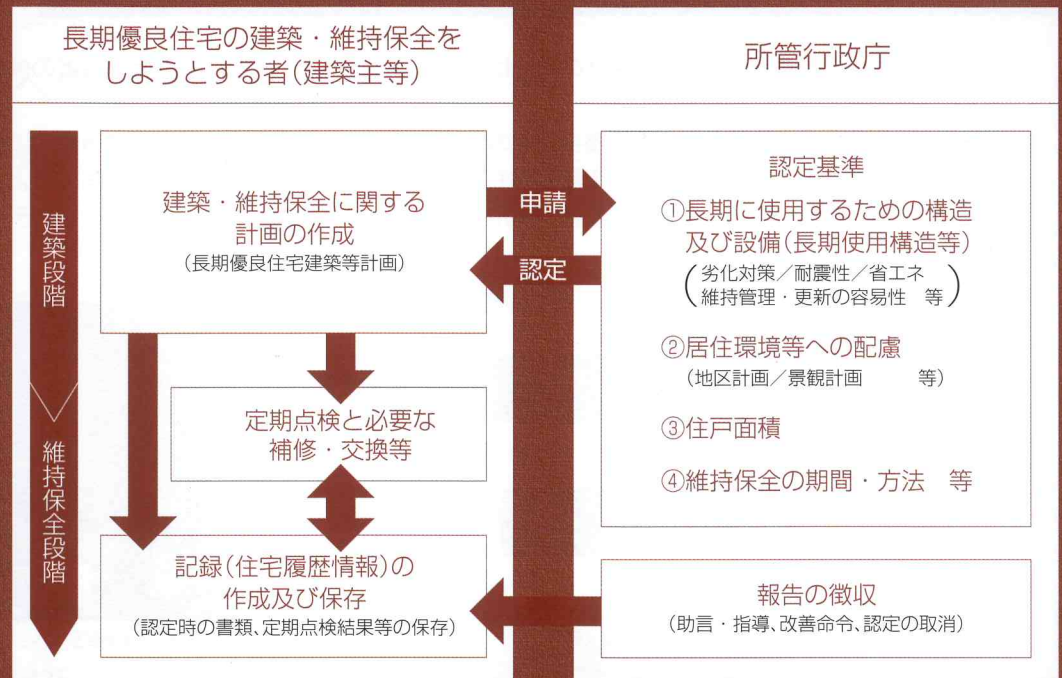 長期優良住宅の建築・維持保全を
しようとする者(建築主等)
建築段階
維持保全段階
建築・維持保全に関する
計画の作成
(長期優良住宅建築等計画)
定期点検と必要な
補修・交換等
記録(住宅履歴情報)の
作成及び保存
(認定時の書類、定期点検結果等の保存)
申請
認定
所管行政庁
認定基準
①長期に使用するための構造
及び設備(長期使用構造等)
(劣化対策／耐震性／省エネ
維持管理・更新の容易性　等)
②居住環境等への配慮
(地区計画／景観計画　　等)
③住戸面積
④維持保全の期間・方法　等
報告の徴収
(助言・指導、改善命令、認定の取消)